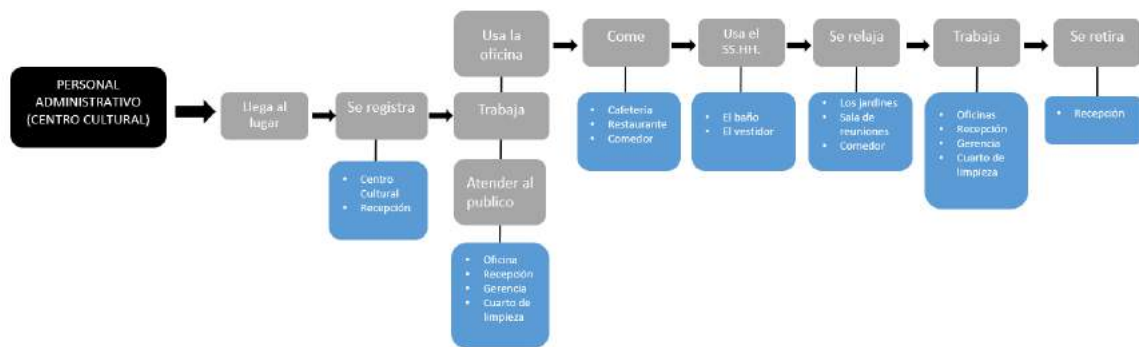 PERSONAL
ADMINISTRATIVO
(CENTRO CULTURAL)
Llega al
lugar
Se registra
• Centro
Cultural
• Recepción
Usa la
oficina
Trabaja
Atender al
publico
• Oficina
• Recepción
• Gerencia
• Cuarto de
limpieza
Come
• Cafetería
• Restaurante
• Comedor
Usa el
SS.HH.
• El baño
• El vestidor
Se relaja
• Los jardines
• Sala de
reuniones
• Comedor
Trabaja
• Oficinas
• Recepción
• Gerencia
• Cuarto de
limpieza
Se retira
• Recepción